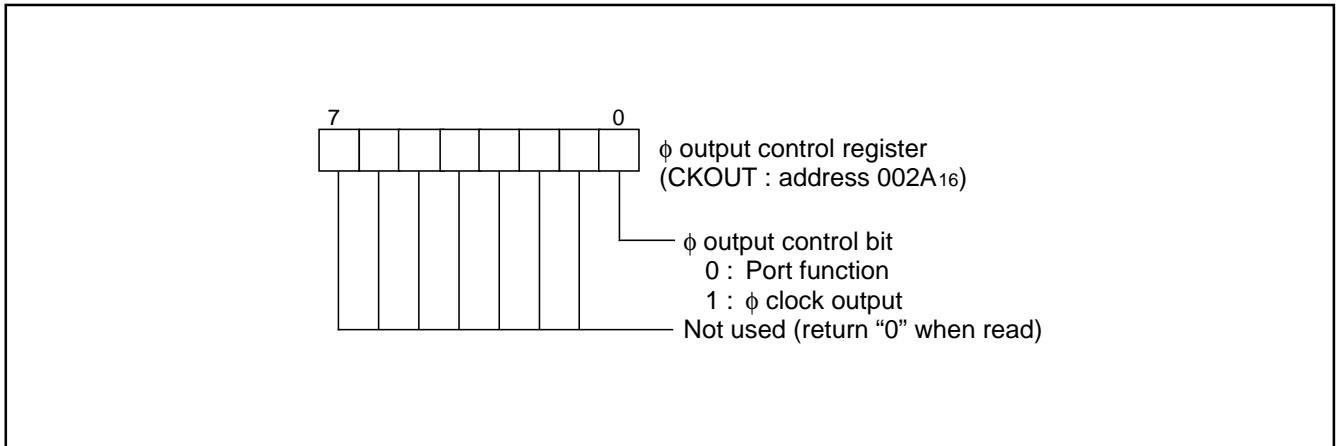 7 0
ϕ output control register
(CKOUT : address 002A16)
ϕ output control bit
0 : Port function
1 : ϕ clock output
Not used (return “0” when read)